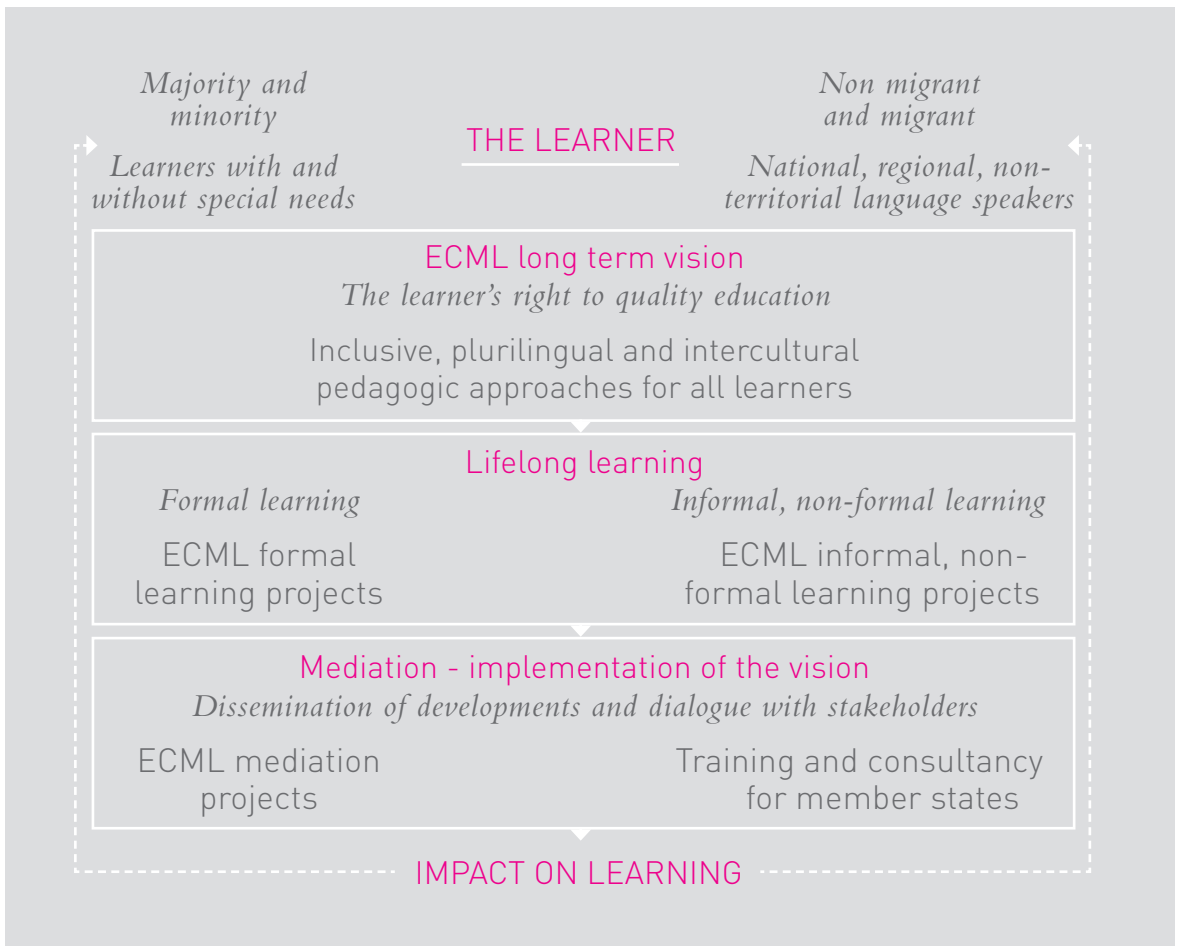 Majority and
minority
Learners with and
without special needs
THE LEARNER
Non migrant
and migrant
National, regional, non-
territorial language speakers
ECML long term vision
The learner's right to quality education
Inclusive, plurilingual and intercultural
pedagogic approaches for all learners
Lifelong learning
Formal learning
ECML formal
learning projects
Informal, non-formal learning
ECML informal, non-
formal learning projects
Mediation - implementation of the vision
Dissemination of developments and dialogue with stakeholders
ECML mediation
projects
Training and consultancy
for member states
IMPACT ON LEARNING